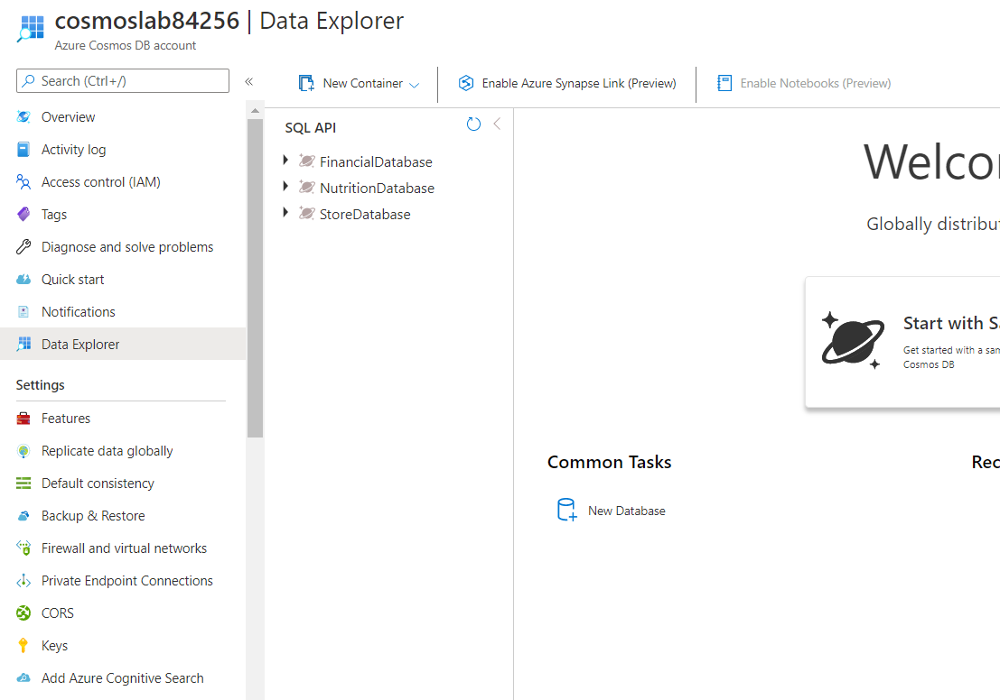 cosmoslab84256 | Data Explorer
Azure Cosmos DB account
Search (Ctrl+/)
«
New Container
Enable Azure Synapse Link (Preview)
Enable Notebooks (Preview)
Overview
Activity log
Access control (IAM)
Tags
Diagnose and solve problems
Quick start
Notifications
Data Explorer
Settings
Features
Replicate data globally
Default consistency
Backup & Restore
Firewall and virtual networks
Private Endpoint Connections
CORS
Keys
Add Azure Cognitive Search
SQL API
FinancialDatabase
NutritionDatabase
StoreDatabase
Welco
Globally distribu
Start with S
Get started with a sam
Cosmos DB
Common Tasks
New Database
Rec